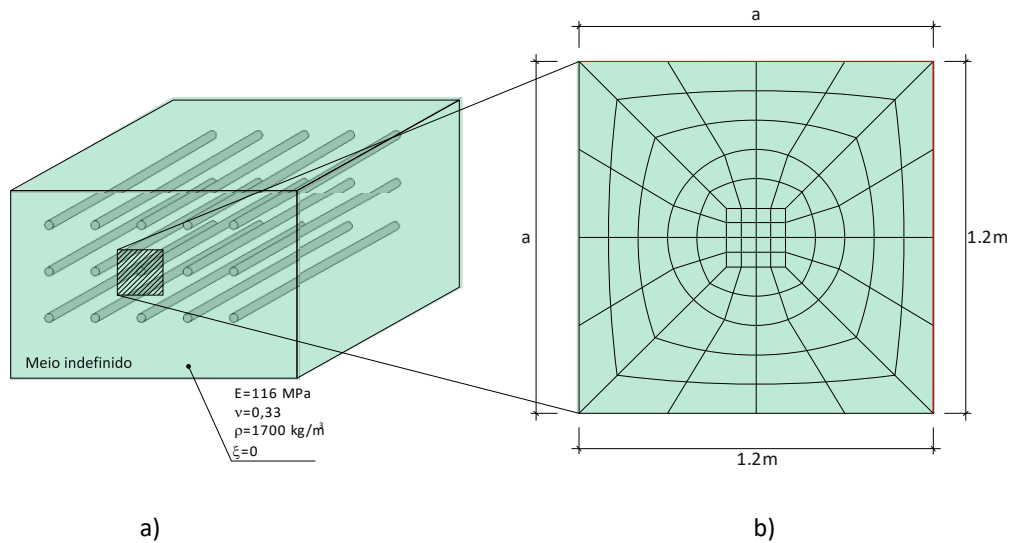 a
a
1.2m
Meio indefinido
E=116 MPa
ν=0,33
ρ=1700 kg/m³
ξ=0
1.2m
a)
b)